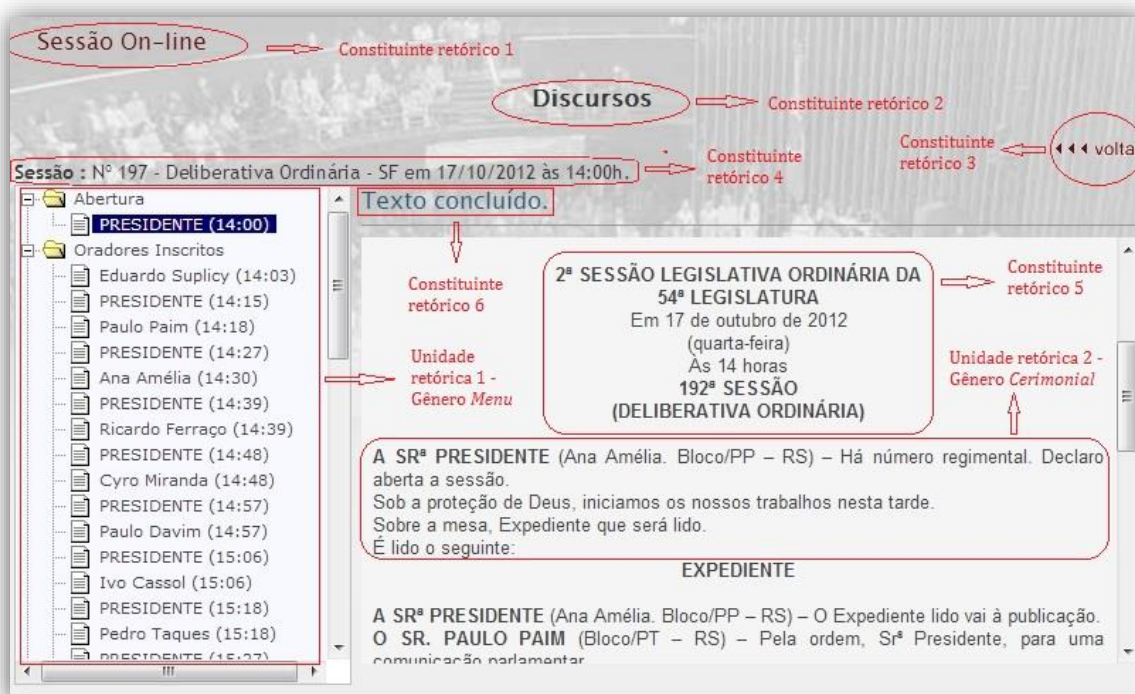 Sessão On-line
Constituinte retórico 1
Discursos
Constituinte retórico 2
Constituinte
retórico 3
volta
Sessão : Nº 197 - Deliberativa Ordinária - SF em 17/10/2012 às 14:00h.
Constituinte
retórico 4
Abertura
PRESIDENTE (14:00)
Oradores Inscritos
Eduardo Suplicy (14:03)
PRESIDENTE (14:15)
Paulo Paim (14:18)
PRESIDENTE (14:27)
Ana Amélia (14:30)
PRESIDENTE (14:39)
Ricardo Ferraço (14:39)
PRESIDENTE (14:48)
Cyro Miranda (14:48)
PRESIDENTE (14:57)
Paulo Davim (14:57)
PRESIDENTE (15:06)
Ivo Cassol (15:06)
PRESIDENTE (15:18)
Pedro Taques (15:18)
PRESIDENTE (15:27)
Texto concluído.
Constituinte
retórico 6
Unidade
retórica 1 -
Gênero Menu
2ª SESSÃO LEGISLATIVA ORDINÁRIA DA
54ª LEGISLATURA
Em 17 de outubro de 2012
(quarta-feira)
Às 14 horas
192ª SESSÃO
(DELIBERATIVA ORDINÁRIA)
Constituinte
retórico 5
Unidade retórica 2 -
Gênero Cerimonial
A SRª PRESIDENTE (Ana Amélia. Bloco/PP – RS) – Há número regimental. Declaro
aberta a sessão.
Sob a proteção de Deus, iniciamos os nossos trabalhos nesta tarde.
Sobre a mesa, Expediente que será lido.
É lido o seguinte:
EXPEDIENTE
A SRª PRESIDENTE (Ana Amélia. Bloco/PP – RS) – O Expediente lido vai à publicação.
O SR. PAULO PAIM (Bloco/PT – RS) – Pela ordem, Srª Presidente, para uma
comunicação parlamentar